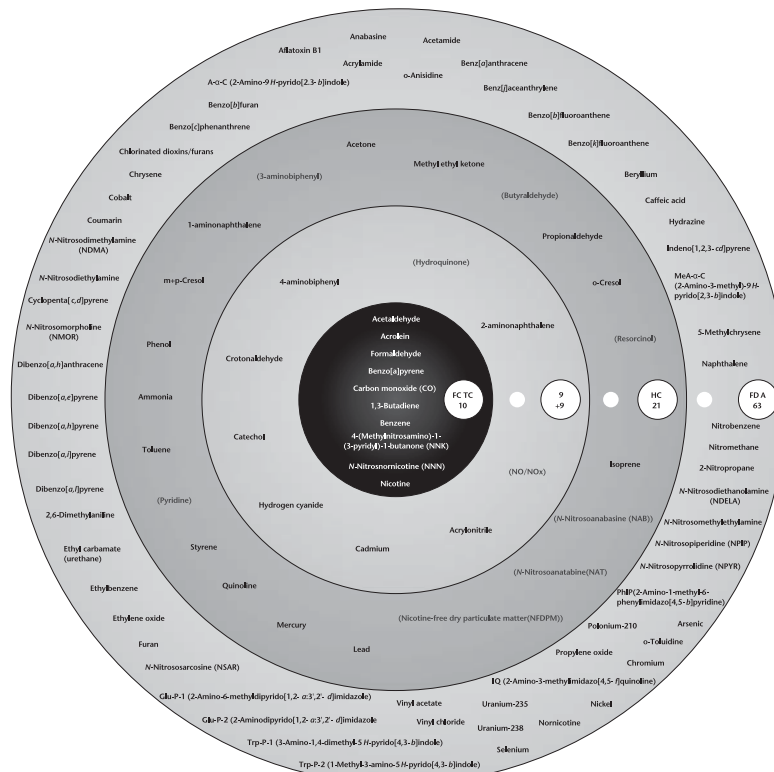 Anabasine
Acetamide
Aflatoxin B1
Acrylamide
o-Anisidine
Benz[a]anthracene
A-α-C (2-Amino-9H-pyrido[2.3-b]indole)
Benz[j]aceanthrylene
Benzo[b]furan
Benzo[b]fluoroanthene
Benzo[c]phenanthrene
Benzo[k]fluoroanthene
Chlorinated dioxins/furans
Chrysene
Beryllium
Cobalt
Caffeic acid
Coumarin
Hydrazine
N-Nitrosodimethylamine
(NDMA)
Indeno[1,2,3-cd]pyrene
N-Nitrosodiethylamine
MeA-α-C
(2-Amino-3-methyl)-9H-
pyrido[2,3-b]indole)
Cyclopenta[c,d]pyrene
N-Nitrosomorpholine
(NMOR)
5-Methylchrysene
Dibenzo[a,h]anthracene
Naphthalene
Dibenzo[a,e]pyrene
Dibenzo[a,h]pyrene
Nitrobenzene
Nitromethane
Dibenzo[a,i]pyrene
2-Nitropropane
Dibenzo[a,l]pyrene
N-Nitrosodiethanolamine
(NDELA)
2,6-Dimethylaniline
N-Nitrosomethylethylamine
Ethyl carbamate
(urethane)
N-Nitrosopiperidine (NPIP)
N-Nitrosopyrrolidine (NPYR)
Ethylbenzene
PhIP(2-Amino-1-methyl-6-
phenylimidazo[4,5-b]pyridine)
Ethylene oxide
Polonium-210
Arsenic
Furan
o-Toluidine
Propylene oxide
Chromium
N-Nitrososarcosine (NSAR)
IQ (2-Amino-3-methylimidazo[4,5-f]quinoline)
Glu-P-1 (2-Amino-6-methyldipyrido[1,2-a:3',2'-d]imidazole)
Vinyl acetate
Uranium-235
Nickel
Glu-P-2 (2-Aminodipyrido[1,2-a:3',2'-d]imidazole
Vinyl chloride
Uranium-238
Nornicotine
Trp-P-1 (3-Amino-1,4-dimethyl-5H-pyrido[4,3-b]indole)
Selenium
Trp-P-2 (1-Methyl-3-amino-5H-pyrido[4,3-b]indole)
Acetone
Methyl ethyl ketone
(3-aminobiphenyl)
(Butyraldehyde)
1-aminonaphthalene
Propionaldehyde
m+p-Cresol
o-Cresol
Phenol
(Resorcinol)
Ammonia
Toluene
Isoprene
(Pyridine)
(N-Nitrosoanabasine (NAB))
Styrene
(N-Nitrosoanatabine(NAT)
Quinoline
Mercury
(Nicotine-free dry particulate matter(NFDPM))
Lead
(Hydroquinone)
4-aminobiphenyl
2-aminonaphthalene
Crotonaldehyde
Catechol
(NO/NOx)
Hydrogen cyanide
Acrylonitrile
Cadmium
Acetaldehyde
Acrolein
Formaldehyde
Benzo[a]pyrene
Carbon monoxide (CO)
1,3-Butadiene
Benzene
4-(Methylnitrosamino)-1-
(3-pyridyl)-1-butanone (NNK)
N-Nitrosnornicotine (NNN)
Nicotine
FC TC
10
9
+9
HC
21
FD A
63